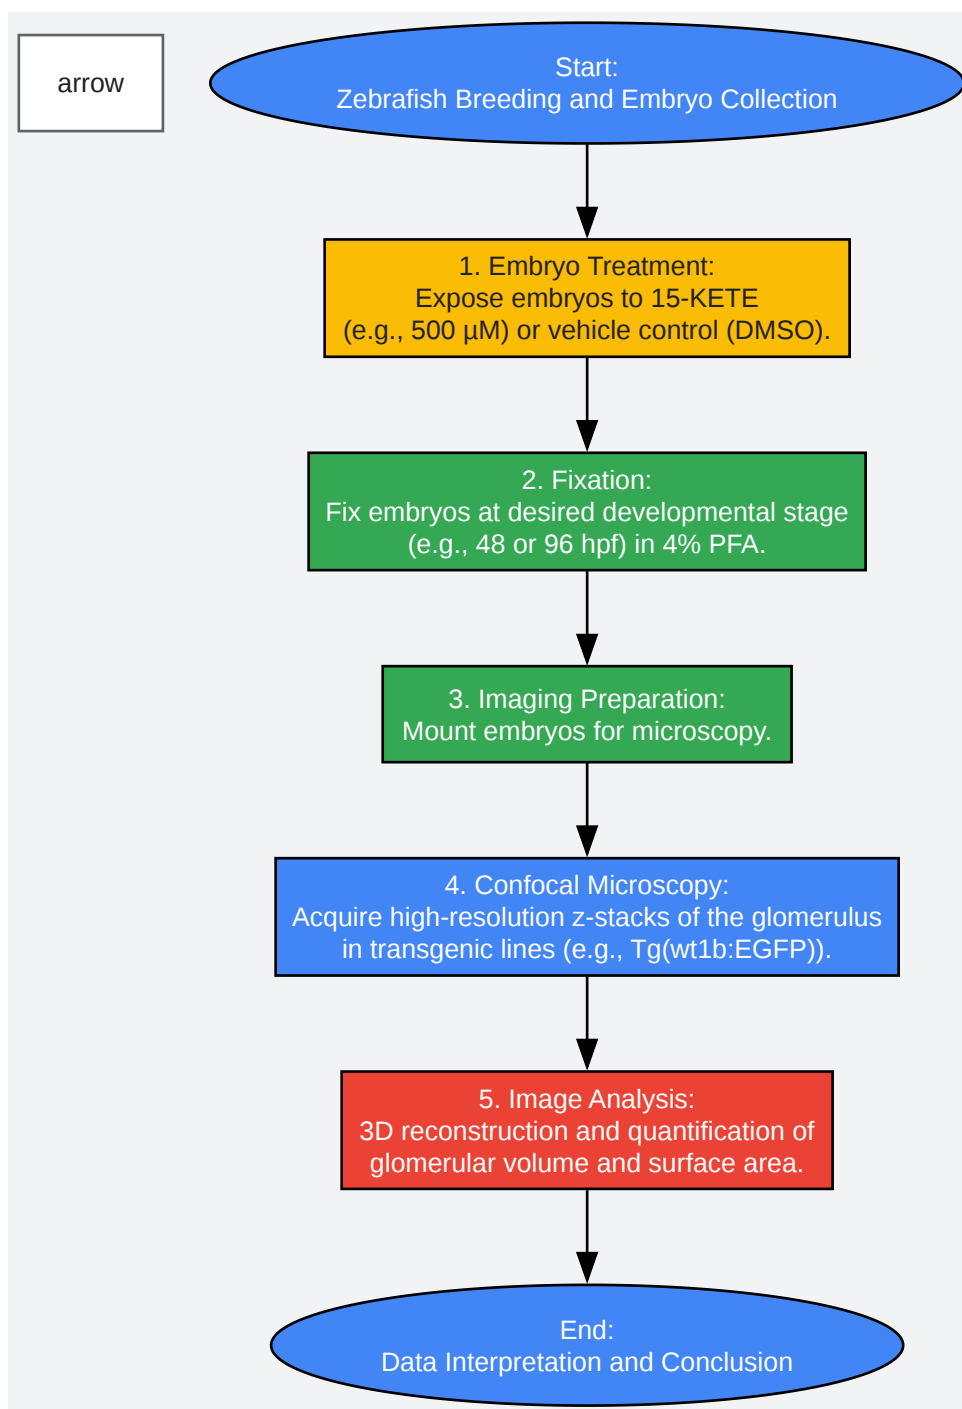 arrow
Start:
Zebrafish Breeding and Embryo Collection
1. Embryo Treatment:
Expose embryos to 15-KETE
(e.g., 500 µM) or vehicle control (DMSO).
2. Fixation:
Fix embryos at desired developmental stage
(e.g., 48 or 96 hpf) in 4% PFA.
3. Imaging Preparation:
Mount embryos for microscopy.
4. Confocal Microscopy:
Acquire high-resolution z-stacks of the glomerulus
in transgenic lines (e.g., Tg(wt1b:EGFP)).
5. Image Analysis:
3D reconstruction and quantification of
glomerular volume and surface area.
End:
Data Interpretation and Conclusion